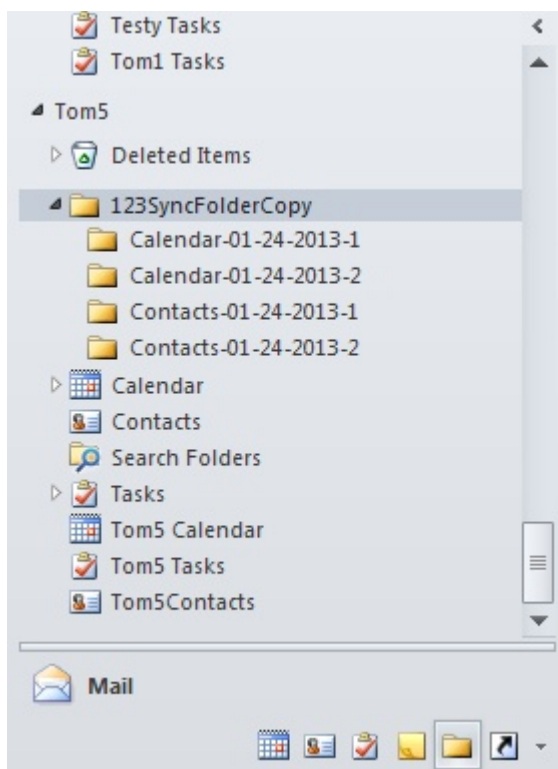 Testy Tasks
Tom1 Tasks
Tom5
Deleted Items
123SyncFolderCopy
Calendar-01-24-2013-1
Calendar-01-24-2013-2
Contacts-01-24-2013-1
Contacts-01-24-2013-2
Calendar
Contacts
Search Folders
Tasks
Tom5 Calendar
Tom5 Tasks
Tom5Contacts
Mail